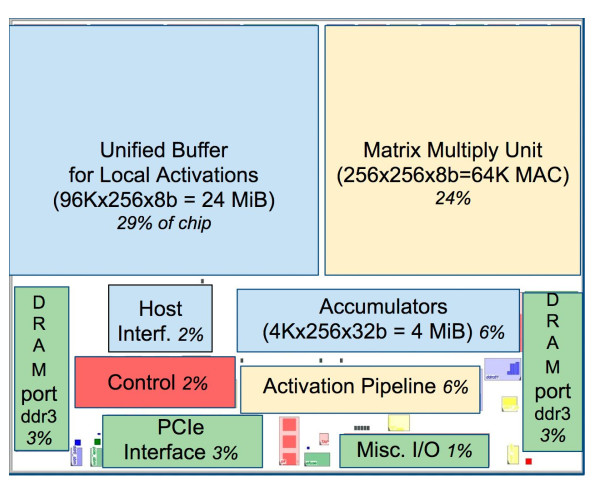 Unified Buffer
for Local Activations
(96Kx256x8b = 24 MiB)
29% of chip
Matrix Multiply Unit
(256x256x8b=64K MAC)
24%
D
R
A
M
port
ddr3
3%
Host
Interf. 2%
Accumulators
(4Kx256x32b = 4 MiB) 6%
Control 2%
Activation Pipeline 6%
PCIe
Interface 3%
Misc. I/O 1%
D
R
A
M
port
ddr3
3%